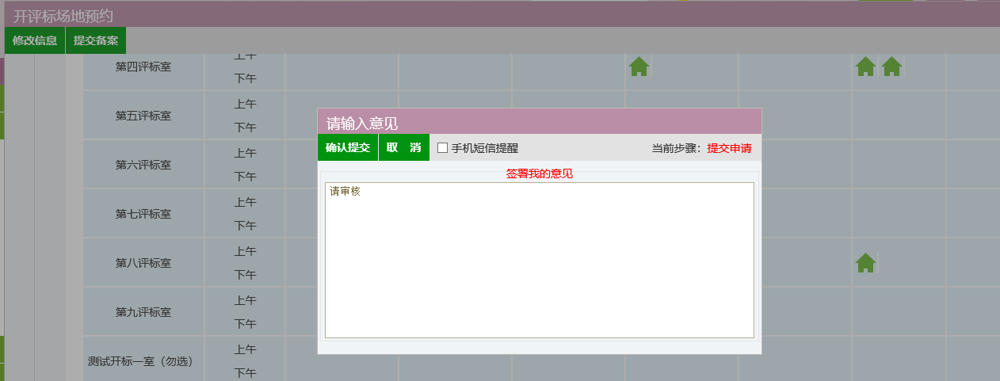 开评标场地预约
修改信息 提交备案
上午
第四评标室
下午
上午
第五评标室
下午
上午
第六评标室
下午
上午
第七评标室
下午
上午
第八评标室
下午
上午
第九评标室
下午
上午
测试开标一室（勿选）
下午
请输入意见
确认提交 取 消 手机短信提醒 当前步骤：提交申请
签署我的意见
请审核